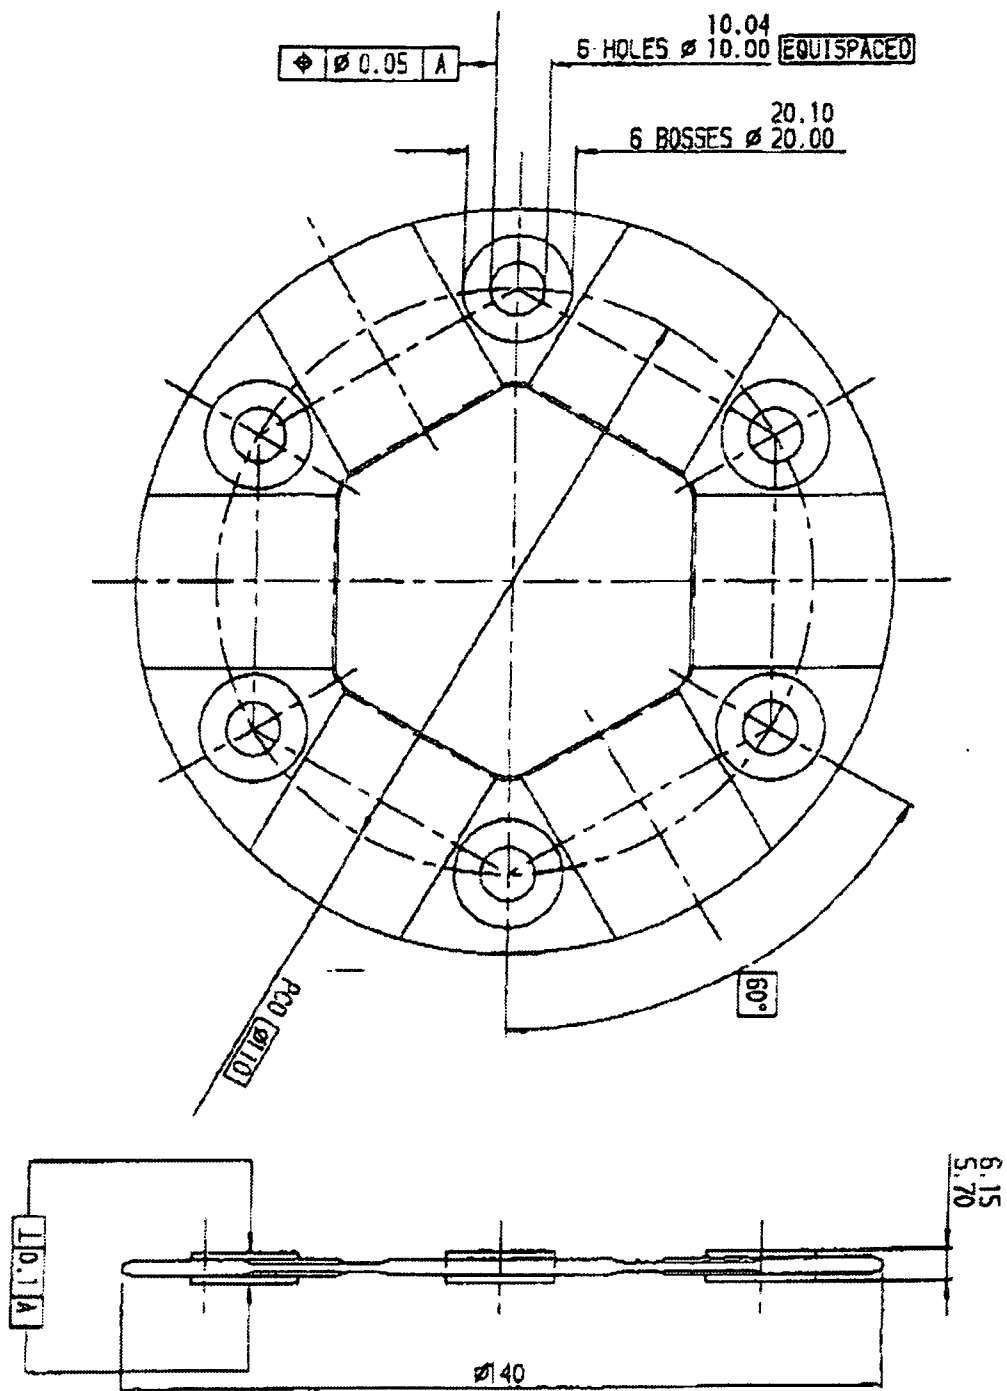 10.04
6 HOLES Ø 10.00 EQUISPACED
⌖ Ø 0.05 A
20.10
6 BOSSES Ø 20.00
60°
PCD Ø110
6.15
5.70
⊥ 0.1 A
Ø140